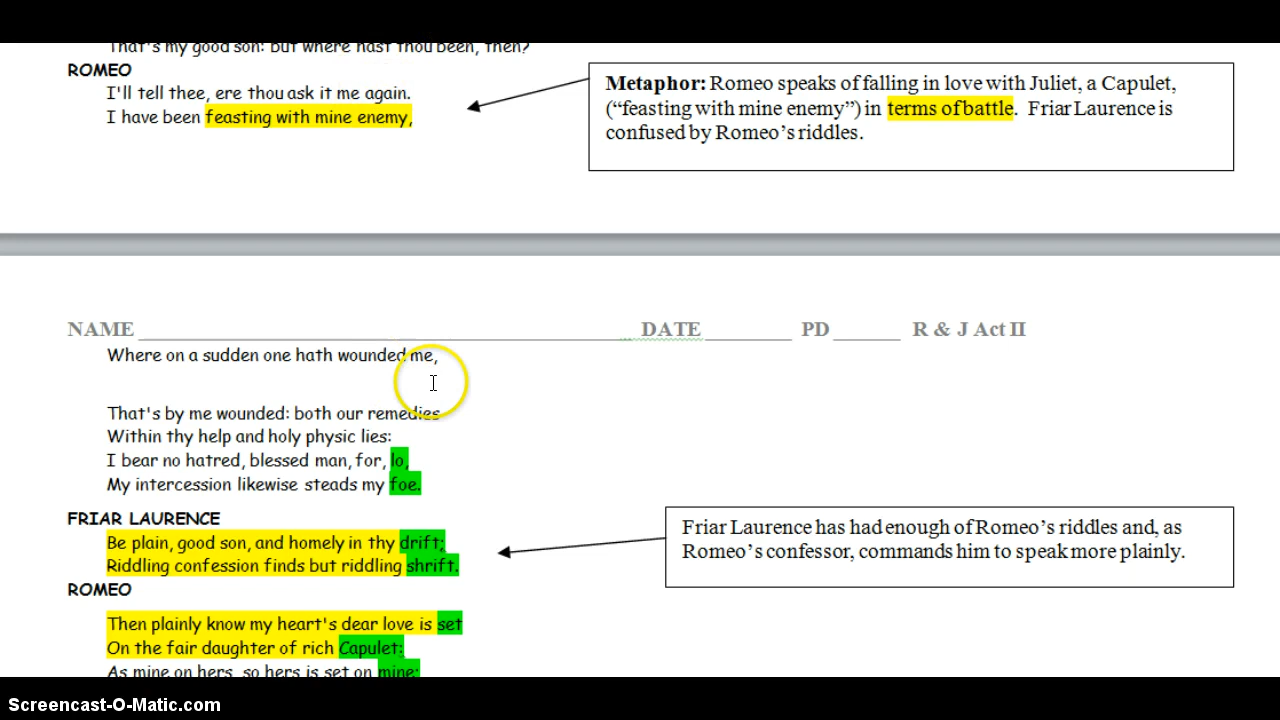 That's my good son: but where hast thou been, then?
ROMEO
I'll tell thee, ere thou ask it me again.
I have been feasting with mine enemy,
Metaphor: Romeo speaks of falling in love with Juliet, a Capulet,
("feasting with mine enemy") in terms of battle. Friar Laurence is
confused by Romeo's riddles.
NAME DATE PD R & J Act II
Where on a sudden one hath wounded me,
That's by me wounded: both our remedies
Within thy help and holy physic lies:
I bear no hatred, blessed man, for, lo,
My intercession likewise steads my foe.
FRIAR LAURENCE
Be plain, good son, and homely in thy drift;
Riddling confession finds but riddling shrift.
Friar Laurence has had enough of Romeo's riddles and, as
Romeo's confessor, commands him to speak more plainly.
ROMEO
Then plainly know my heart's dear love is set
On the fair daughter of rich Capulet:
As mine on hers, so hers is set on mine;
Screencast-O-Matic.com